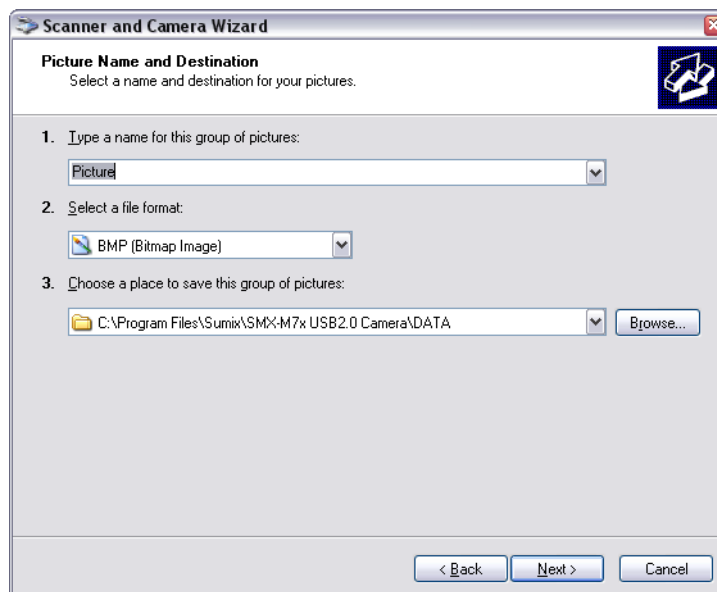 Scanner and Camera Wizard
Picture Name and Destination
Select a name and destination for your pictures.
1. Type a name for this group of pictures:
Picture
2. Select a file format:
BMP (Bitmap Image)
3. Choose a place to save this group of pictures:
C:\Program Files\Sumix\SMX-M7x USB2.0 Camera\DATA Browse...
< Back Next > Cancel